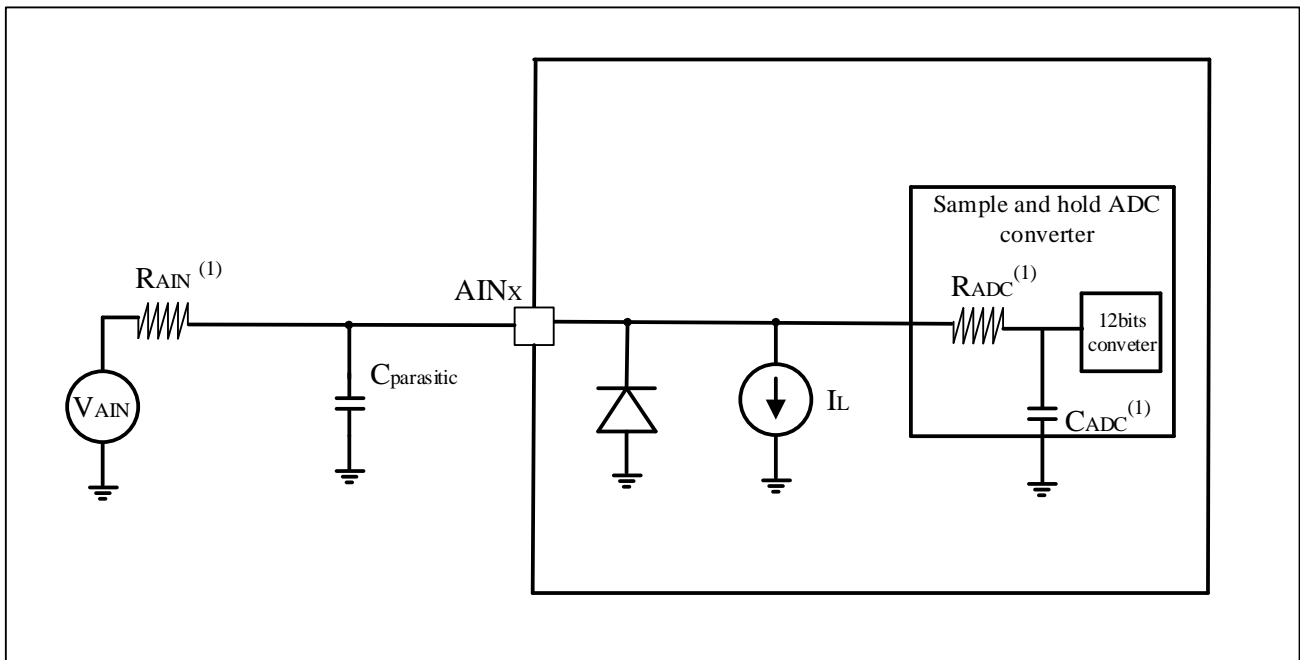 Sample and hold ADC
converter
RAIN (1)
AINX
RADC(1)
12bits
conveter
Cparasitic
VAIN
IL
CADC(1)